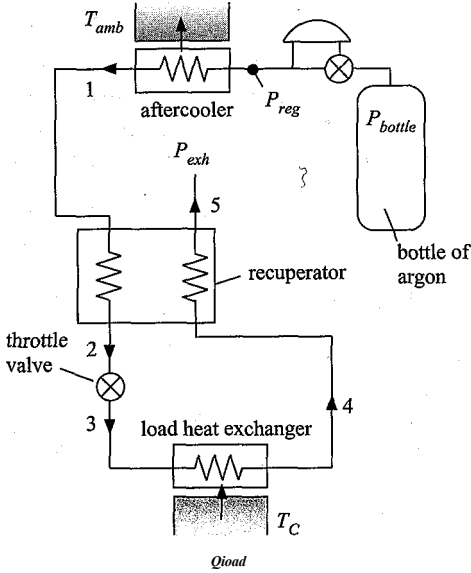 T_amb
1
aftercooler
P_reg
P_bottle
P_exh
5
bottle of
argon
recuperator
throttle
valve
2
3
4
load heat exchanger
T_C
Qioad